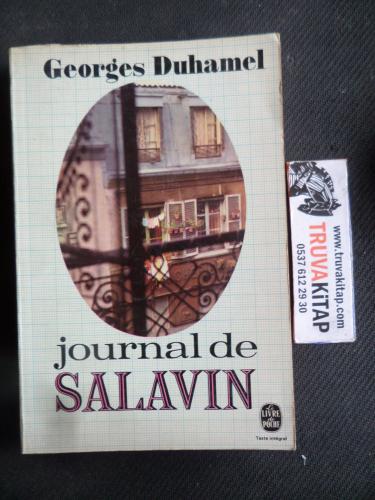 Georges Duhamel
journal de
SALAVIN
LE LIVRE
DE POCHE
Texte intégral
www.truvakitap.com
TRUVAKiTAP
0537 612 29 30